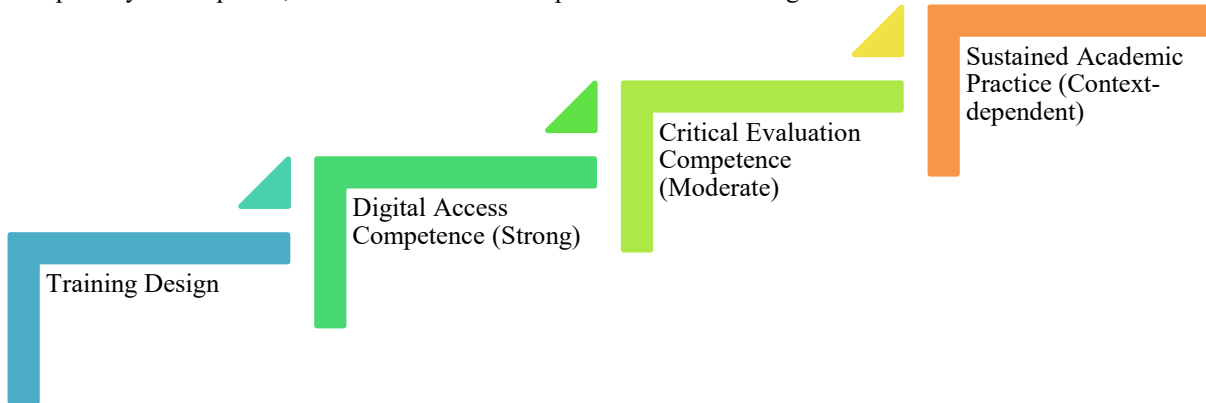 Training Design
Digital Access
Competence (Strong)
Critical Evaluation
Competence
(Moderate)
Sustained Academic
Practice (Context-
dependent)